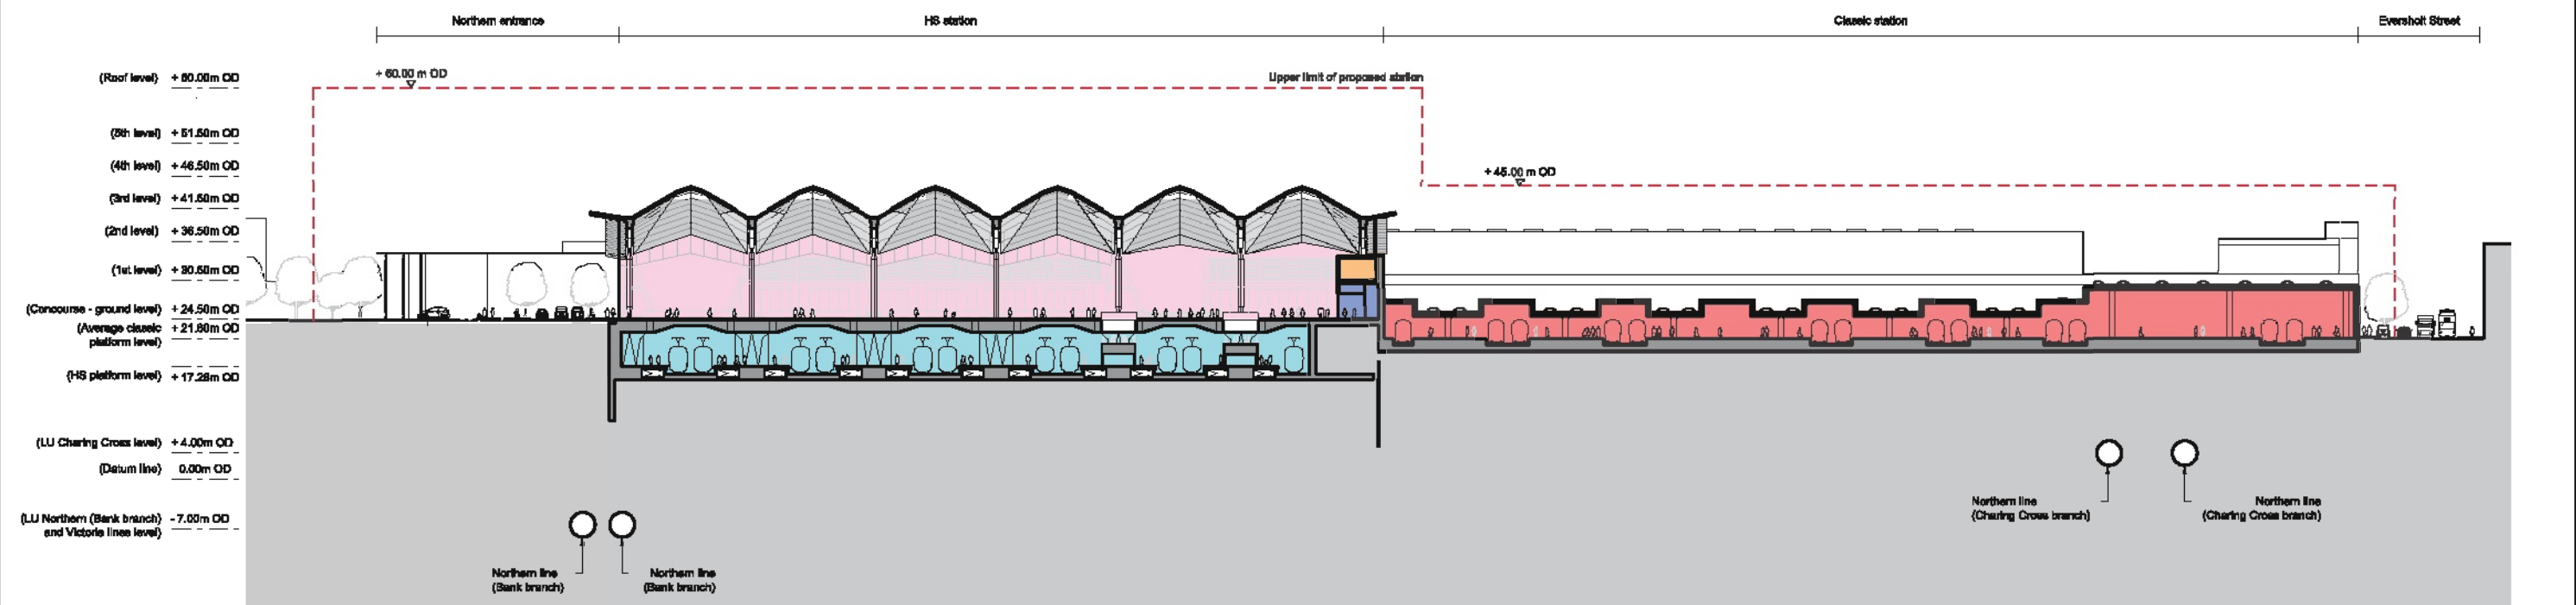 Northern entrance
HS station
Classic station
Eversholt Street
(Roof level) + 60.00m OD
+ 60.00 m OD
Upper limit of proposed station
(5th level) + 51.50m OD
(4th level) + 46.50m OD
+ 45.00 m OD
(3rd level) + 41.50m OD
(2nd level) + 36.50m OD
(1st level) + 30.50m OD
(Concourse - ground level) + 24.50m OD
(Average classic + 21.60m OD
platform level)
(HS platform level) + 17.28m OD
(LU Charing Cross level) + 4.00m OD
(Datum line) 0.00m OD
(LU Northern (Bank branch) - 7.00m OD
and Victoria lines level)
Northern line
(Charing Cross branch)
Northern line
(Charing Cross branch)
Northern line
(Bank branch)
Northern line
(Bank branch)